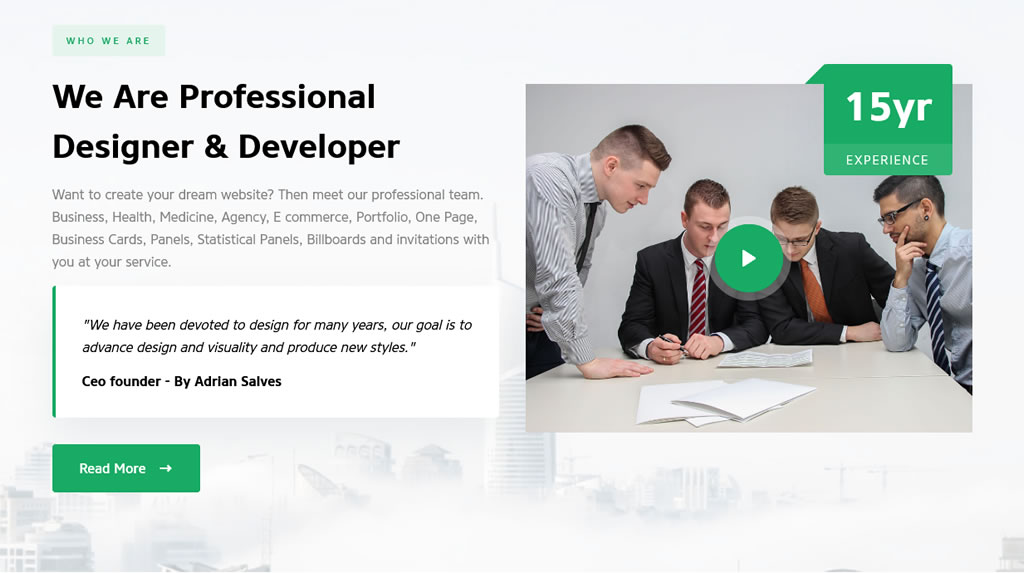 WHO WE ARE
We Are Professional
Designer & Developer
Want to create your dream website? Then meet our professional team.
Business, Health, Medicine, Agency, E commerce, Portfolio, One Page,
Business Cards, Panels, Statistical Panels, Billboards and invitations with
you at your service.
"We have been devoted to design for many years, our goal is to
advance design and visuality and produce new styles."
Ceo founder - By Adrian Salves
Read More
15yr
EXPERIENCE